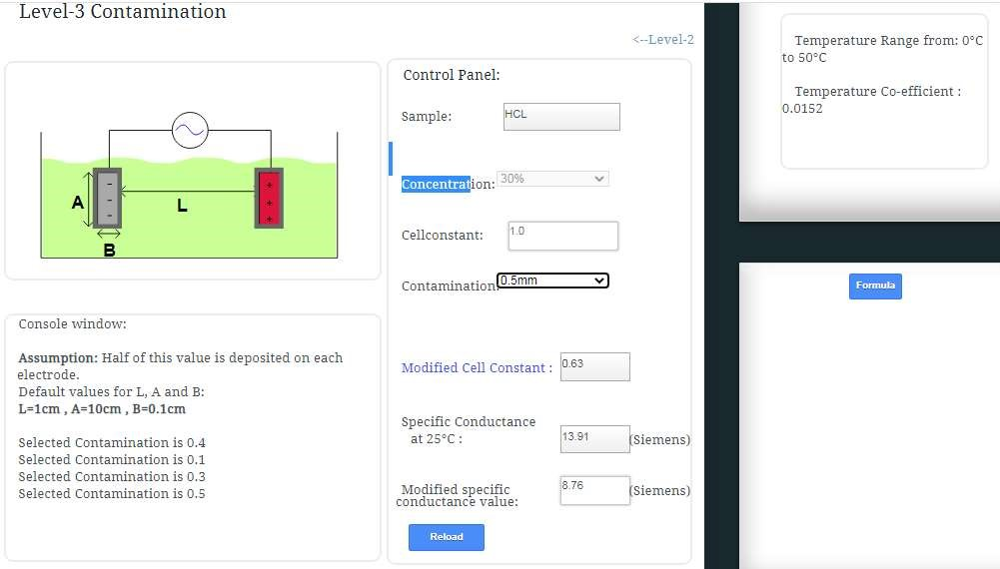 Level-3 Contamination
<--Level-2
A
L
B
-
-
-
+
+
+
Console window:
Assumption: Half of this value is deposited on each
electrode.
Default values for L, A and B:
L=1cm , A=10cm , B=0.1cm
Selected Contamination is 0.4
Selected Contamination is 0.1
Selected Contamination is 0.3
Selected Contamination is 0.5
Control Panel:
Sample: HCL
Concentration: 30%
Cellconstant: 1.0
Contamination: 0.5mm
Modified Cell Constant : 0.63
Specific Conductance
at 25°C : 13.91 (Siemens)
Modified specific
conductance value: 8.76 (Siemens)
Reload
Temperature Range from: 0°C
to 50°C
Temperature Co-efficient :
0.0152
Formula